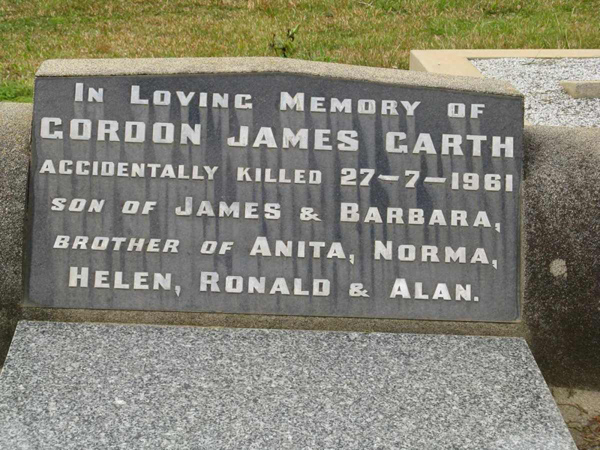 In Loving Memory of
GORDON JAMES GARTH
ACCIDENTALLY KILLED 27-7-1961
SON OF JAMES & BARBARA,
BROTHER OF ANITA, NORMA,
HELEN, RONALD & ALAN.